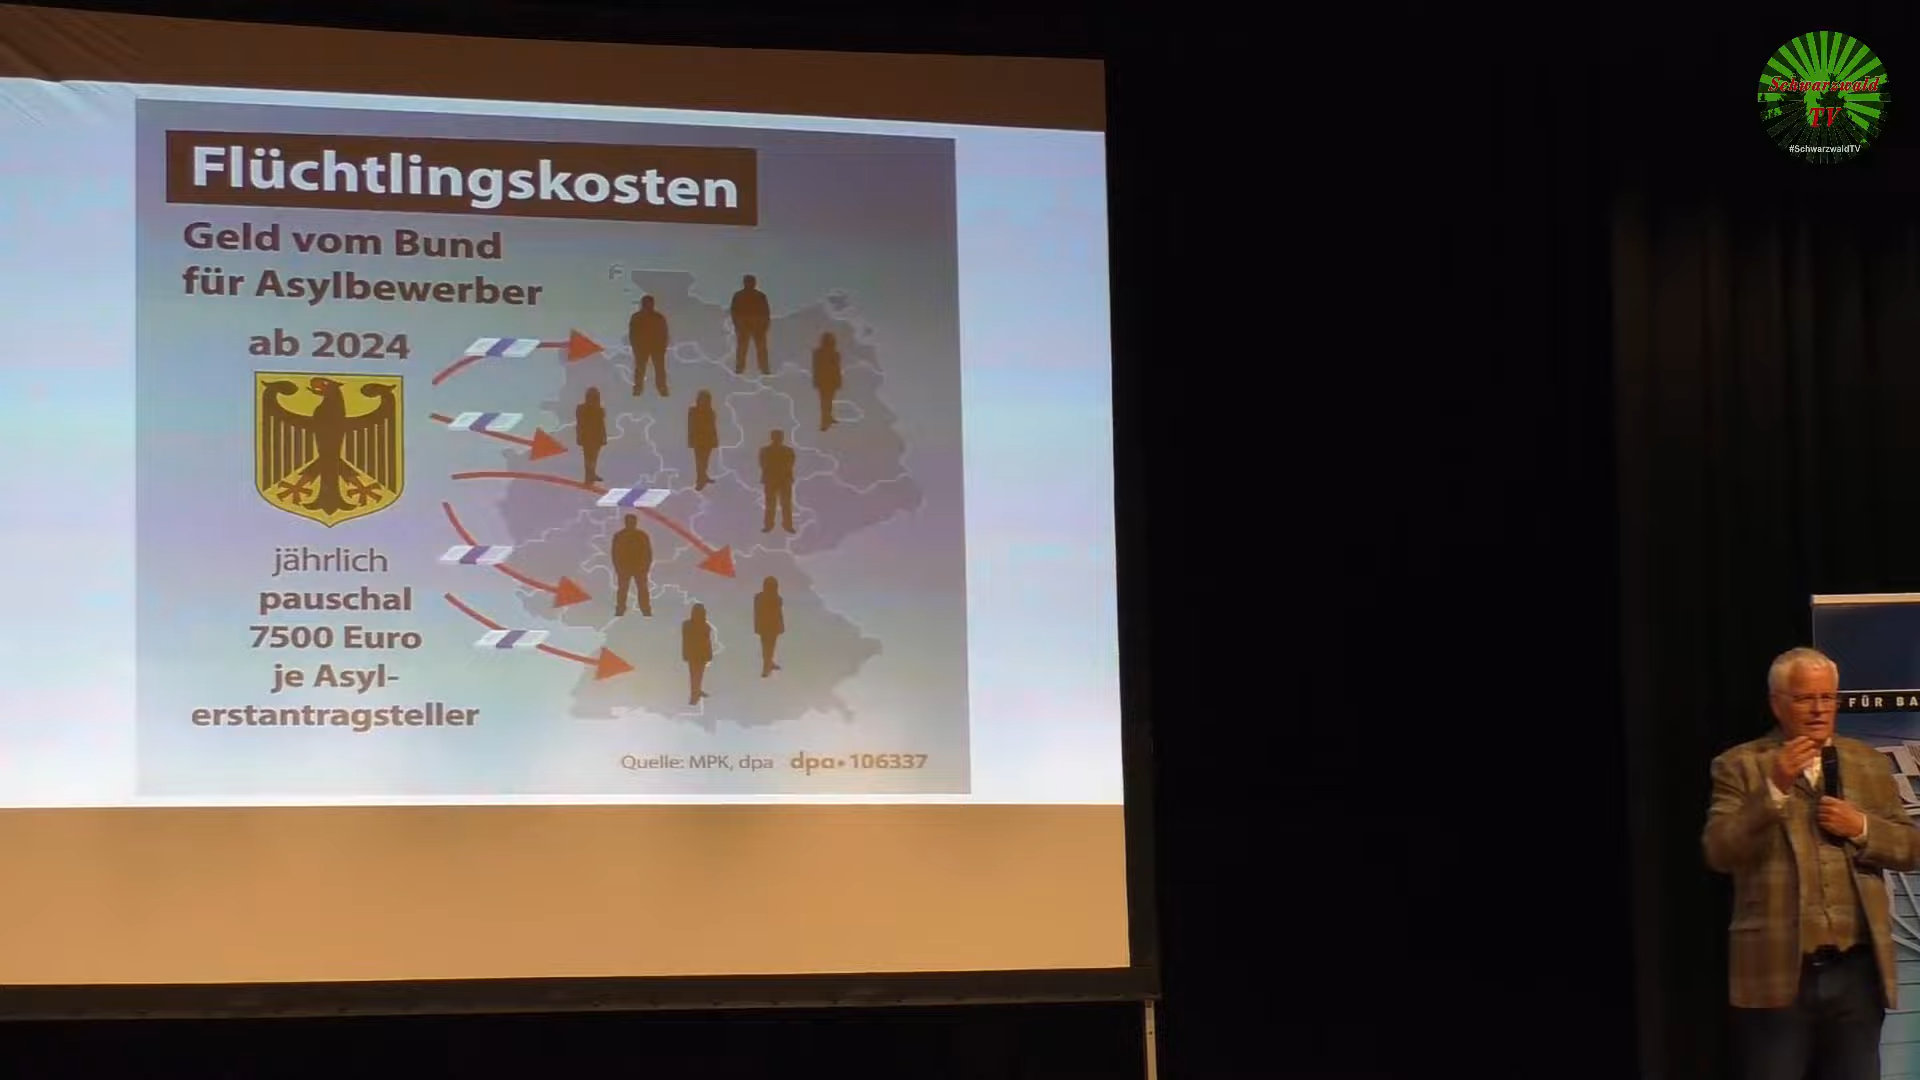 Flüchtlingskosten
Geld vom Bund
für Asylbewerber
ab 2024
jährlich
pauschal
7500 Euro
je Asyl-
erstantragsteller
Quelle: MPK, dpa dpa•106337
Schwarzwald
TV
#SchwarzwaldTV
FÜR BA